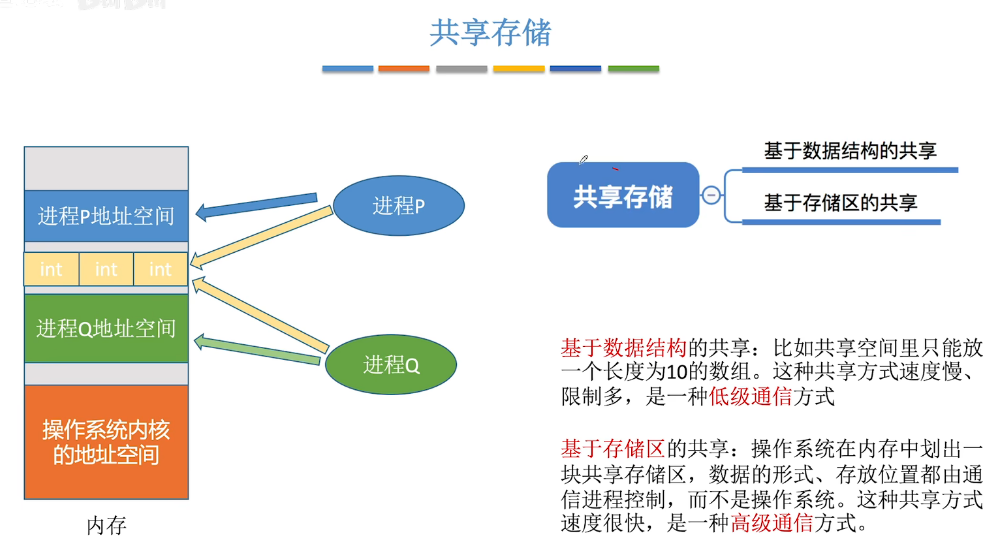 共享存储
进程P地址空间
int int int
进程Q地址空间
操作系统内核
的地址空间
内存
进程P
进程Q
共享存储
基于数据结构的共享
基于存储区的共享
基于数据结构的共享：比如共享空间里只能放
一个长度为10的数组。这种共享方式速度慢、
限制多，是一种低级通信方式
基于存储区的共享：操作系统在内存中划出一
块共享存储区，数据的形式、存放位置都由通
信进程控制，而不是操作系统。这种共享方式
速度很快，是一种高级通信方式。